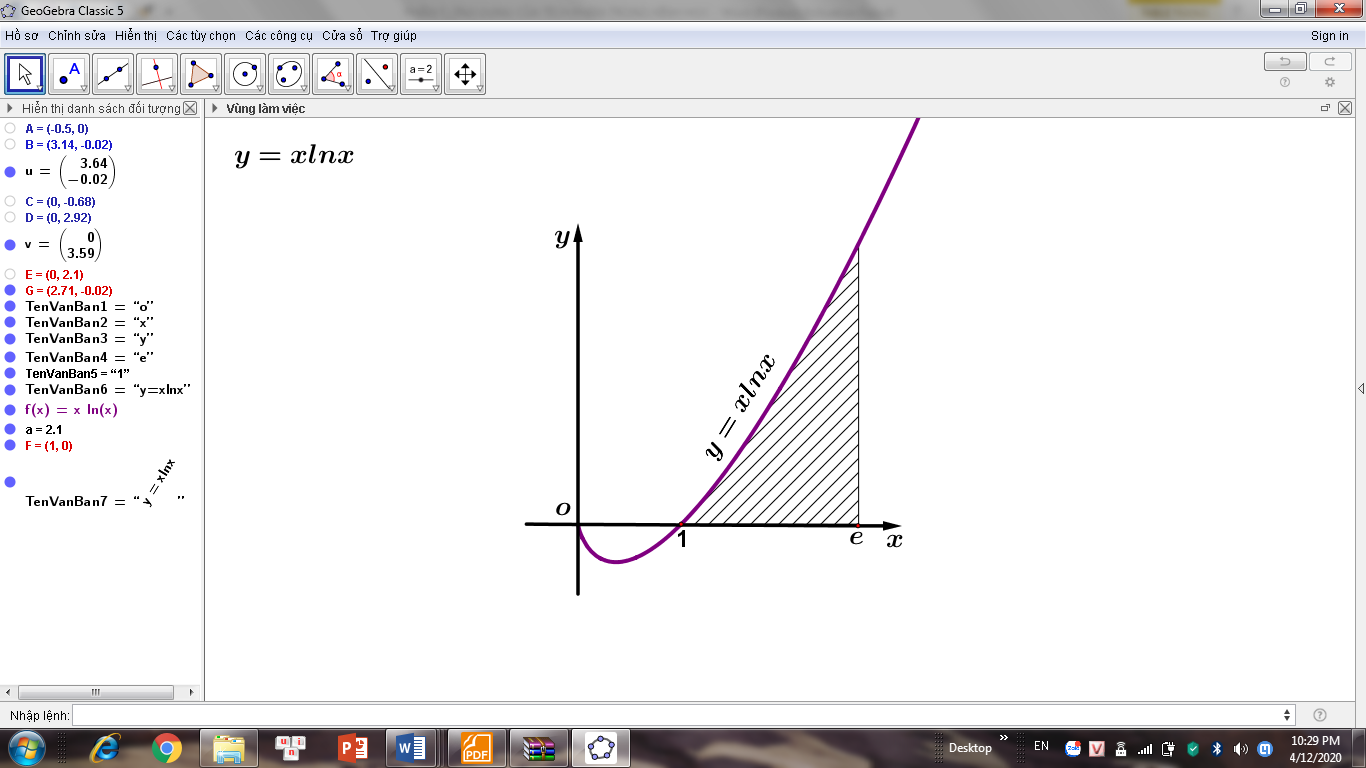 GeoGebra Classic 5
Hồ sơ Chỉnh sửa Hiển thị Các tùy chọn Các công cụ Cửa sổ Trợ giúp Sign in
A α a=2
Hiển thị danh sách đối tượng Vùng làm việc
A = (-0.5, 0)
B = (3.14, -0.02)
u = (3.64
−0.02)
C = (0, -0.68)
D = (0, 2.92)
v = (0
3.59)
E = (0, 2.1)
G = (2.71, -0.02)
TenVanBan1 = “o”
TenVanBan2 = “x”
TenVanBan3 = “y”
TenVanBan4 = “e”
TenVanBan5 = “1”
TenVanBan6 = “y=xlnx”
f(x) = x ln(x)
a = 2.1
F = (1, 0)
TenVanBan7 = “y = xlnx”
y = xlnx
y
y = xlnx
o
1
e
x
Nhập lệnh:
PDF
Desktop
»
EN
Zalo
V
10:29 PM
4/12/2020